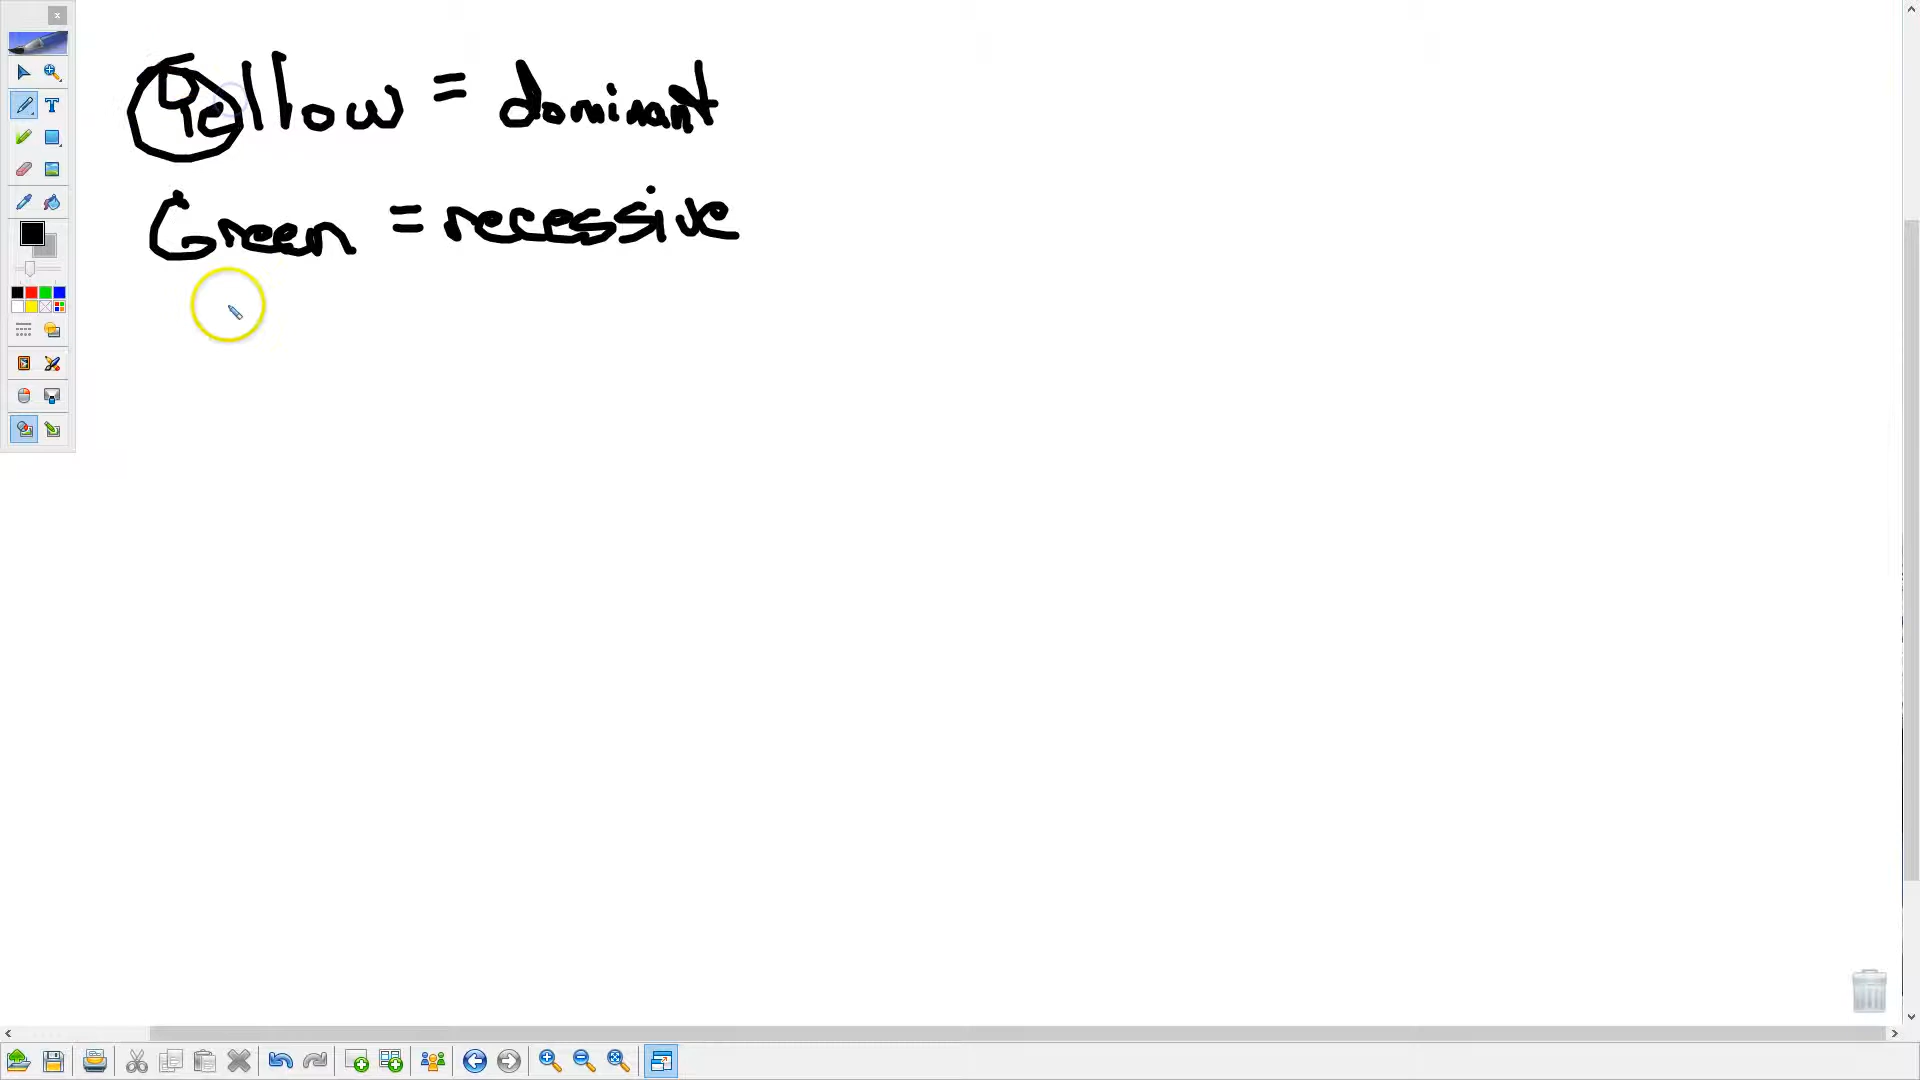 Yellow = dominant
Green = recessive